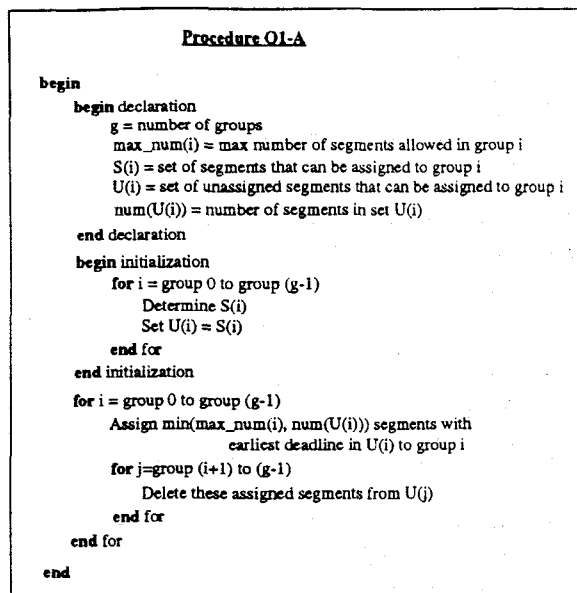 Procedure O1-A
begin
begin declaration
g = number of groups
max_num(i) = max number of segments allowed in group i
S(i) = set of segments that can be assigned to group i
U(i) = set of unassigned segments that can be assigned to group i
num(U(i)) = number of segments in set U(i)
end declaration
begin initialization
for i = group 0 to group (g-1)
Determine S(i)
Set U(i) = S(i)
end for
end initialization
for i = group 0 to group (g-1)
Assign min(max_num(i), num(U(i))) segments with
earliest deadline in U(i) to group i
for j=group (i+1) to (g-1)
Delete these assigned segments from U(j)
end for
end for
end